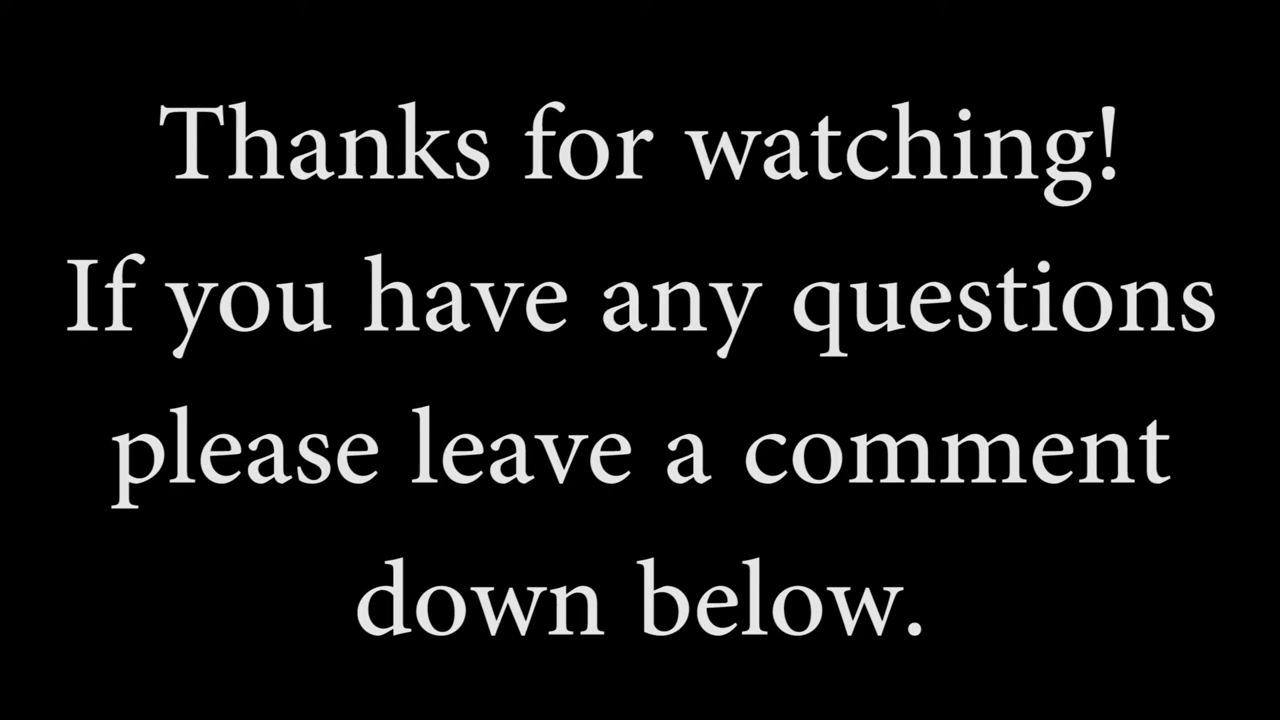 Thanks for watching!
If you have any questions
please leave a comment
down below.